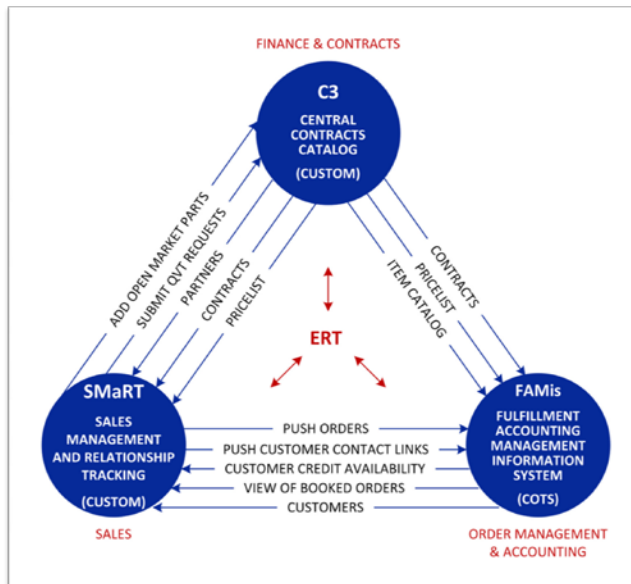 FINANCE & CONTRACTS
C3
CENTRAL
CONTRACTS
CATALOG
(CUSTOM)
ADD OPEN MARKET PARTS
SUBMIT QVT REQUESTS
PARTNERS
CONTRACTS
PRICELIST
CONTRACTS
PRICELIST
ITEM CATALOG
ERT
SMaRT
SALES
MANAGEMENT
AND RELATIONSHIP
TRACKING
(CUSTOM)
SALES
PUSH ORDERS
PUSH CUSTOMER CONTACT LINKS
CUSTOMER CREDIT AVAILABILITY
VIEW OF BOOKED ORDERS
CUSTOMERS
FAMis
FULFILLMENT
ACCOUNTING
MANAGEMENT
INFORMATION
SYSTEM
(COTS)
ORDER MANAGEMENT
& ACCOUNTING